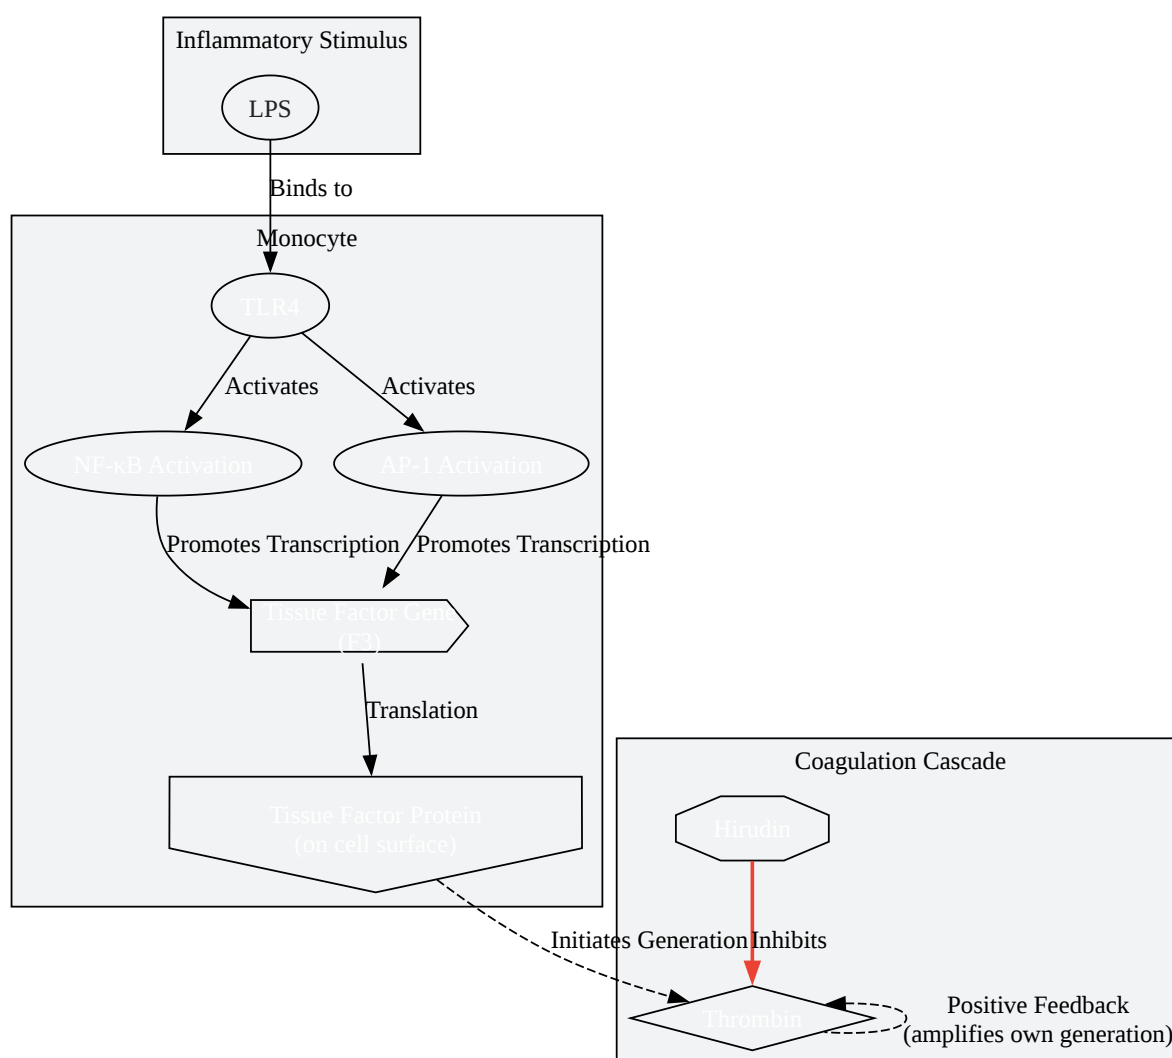 Inflammatory Stimulus
LPS
Binds to
Monocyte
TLR4
Activates
Activates
NF-κB Activation
AP-1 Activation
Promotes Transcription
Promotes Transcription
Tissue Factor Gene
(F3)
Translation
Tissue Factor Protein
(on cell surface)
Coagulation Cascade
Hirudin
Initiates Generation
Inhibits
Thrombin
Positive Feedback
(amplifies own generation)